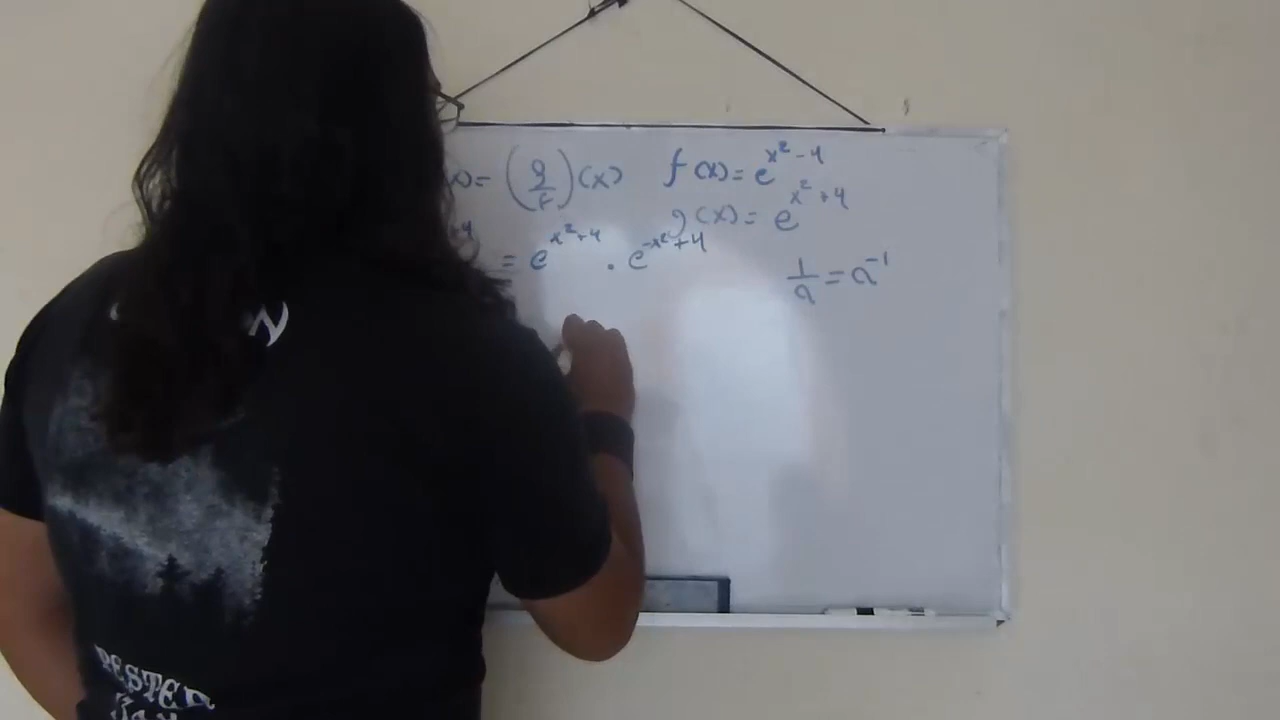 x)= (g/f)(x) f(x)= e^{x²-4}
g(x)= e^{x²+4}
= e^{x²+4} · e^{-x²+4} 1/a = a^{-1}